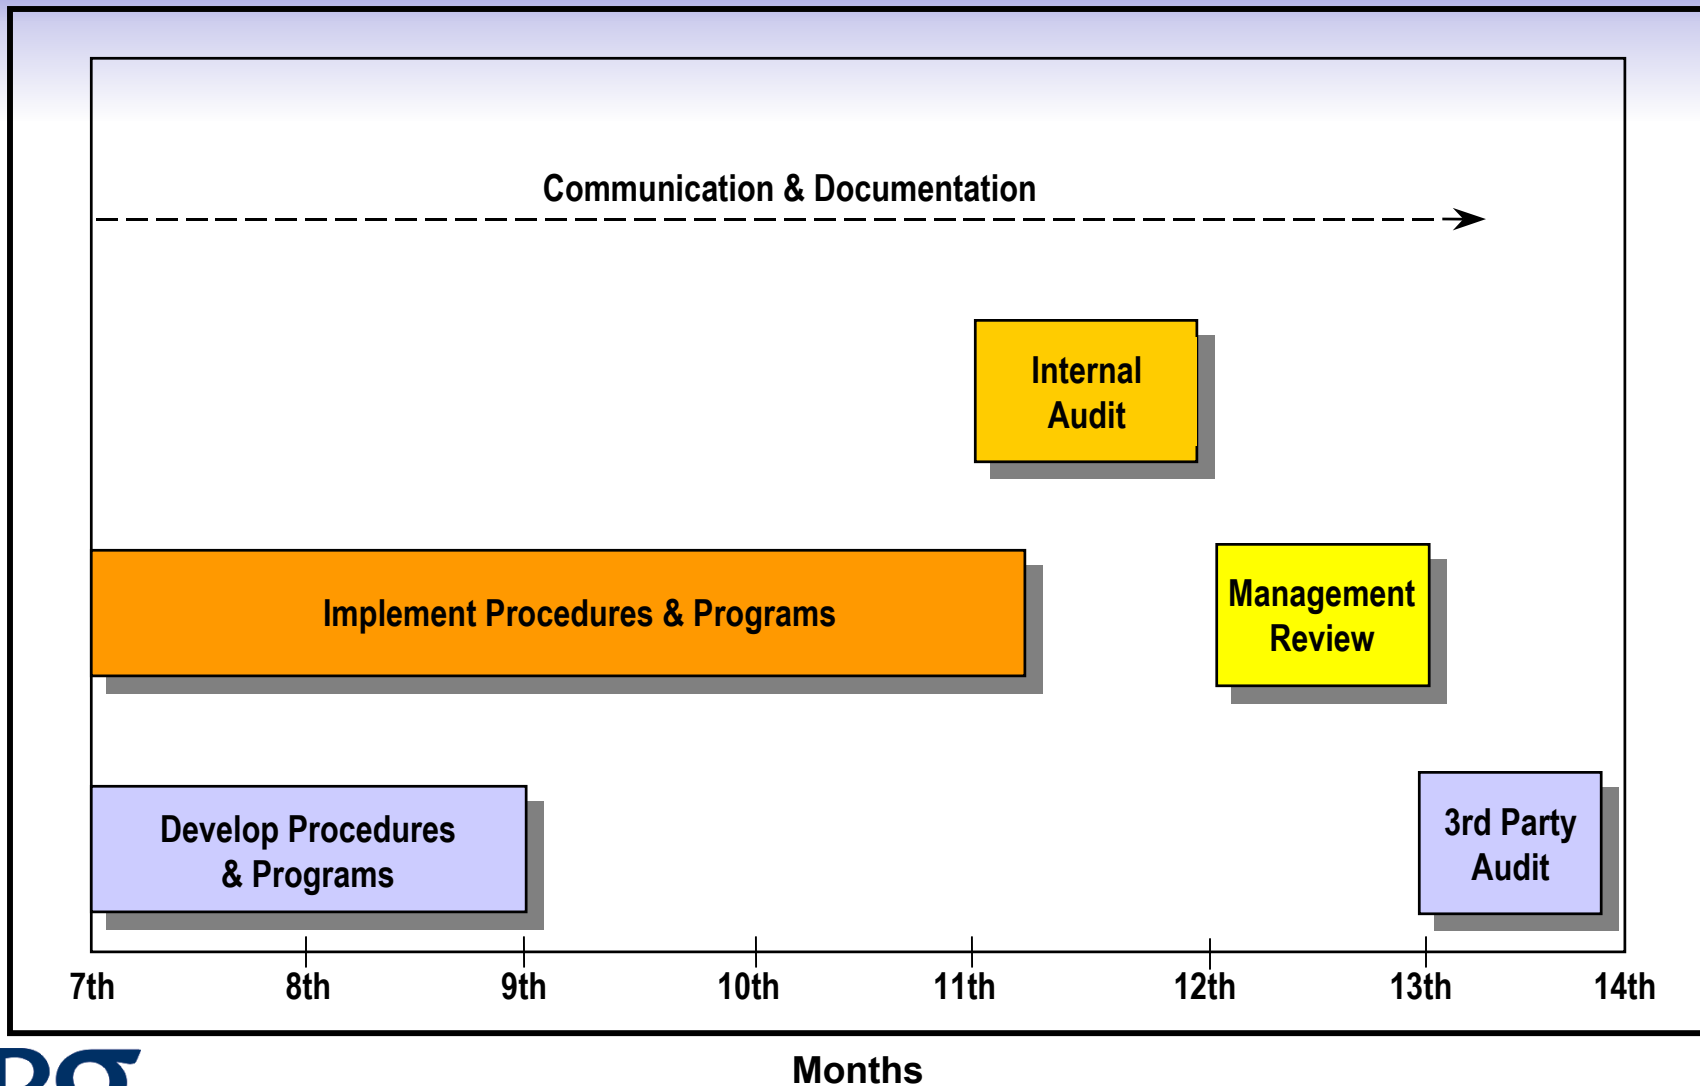 Communication & Documentation
Internal
Audit
Implement Procedures & Programs
Management
Review
Develop Procedures
& Programs
3rd Party
Audit
7th 8th 9th 10th 11th 12th 13th 14th
Months